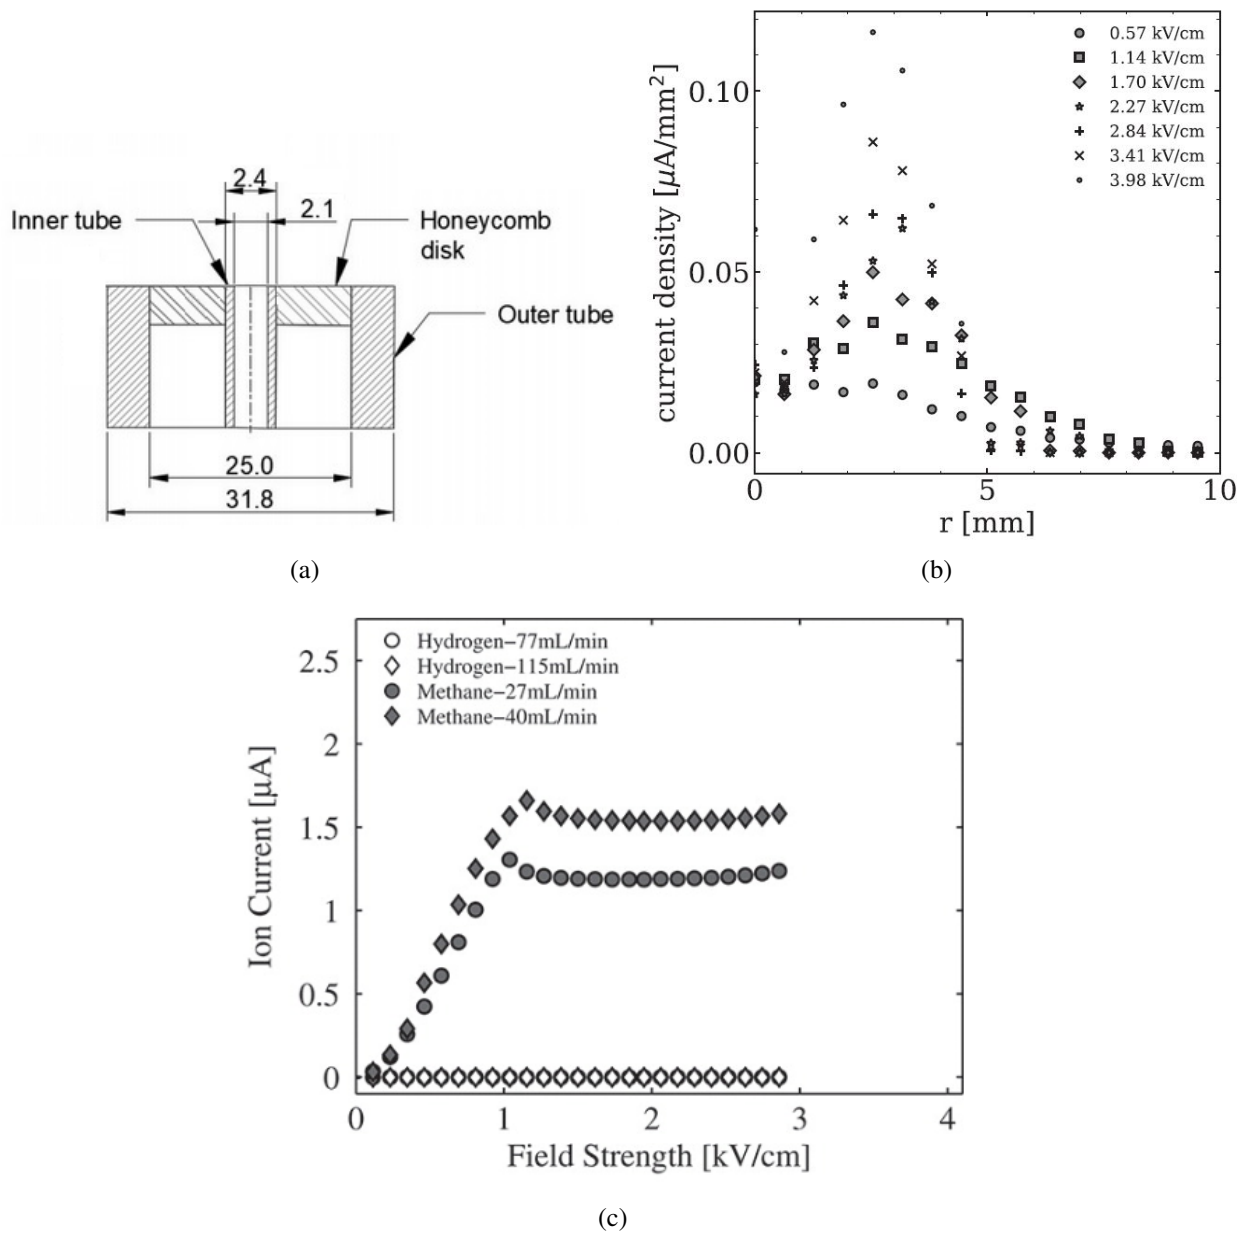 2.4
2.1
Inner tube
Honeycomb
disk
Outer tube
25.0
31.8
(a)
current density [μA/mm²]
0.10
0.05
0.00
0.57 kV/cm
1.14 kV/cm
1.70 kV/cm
2.27 kV/cm
2.84 kV/cm
3.41 kV/cm
3.98 kV/cm
0 5 10
r [mm]
(b)
Ion Current [μA]
2.5
2
1.5
1
0.5
0
Hydrogen−77mL/min
Hydrogen−115mL/min
Methane−27mL/min
Methane−40mL/min
0 1 2 3 4
Field Strength [kV/cm]
(c)